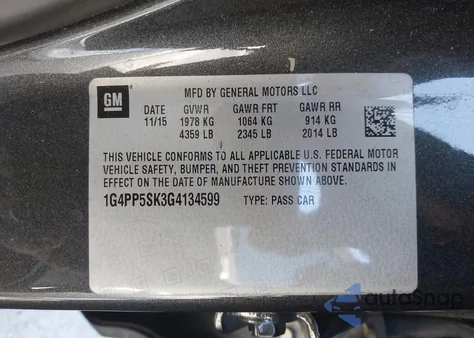 GM
MFD BY GENERAL MOTORS LLC
DATE GVWR GAWR FRT GAWR RR
11/15 1978 KG 1064 KG 914 KG
4359 LB 2345 LB 2014 LB
THIS VEHICLE CONFORMS TO ALL APPLICABLE U.S. FEDERAL MOTOR
VEHICLE SAFETY, BUMPER, AND THEFT PREVENTION STANDARDS IN
EFFECT ON THE DATE OF MANUFACTURE SHOWN ABOVE.
1G4PP5SK3G4134599 TYPE: PASS CAR
autoSnap